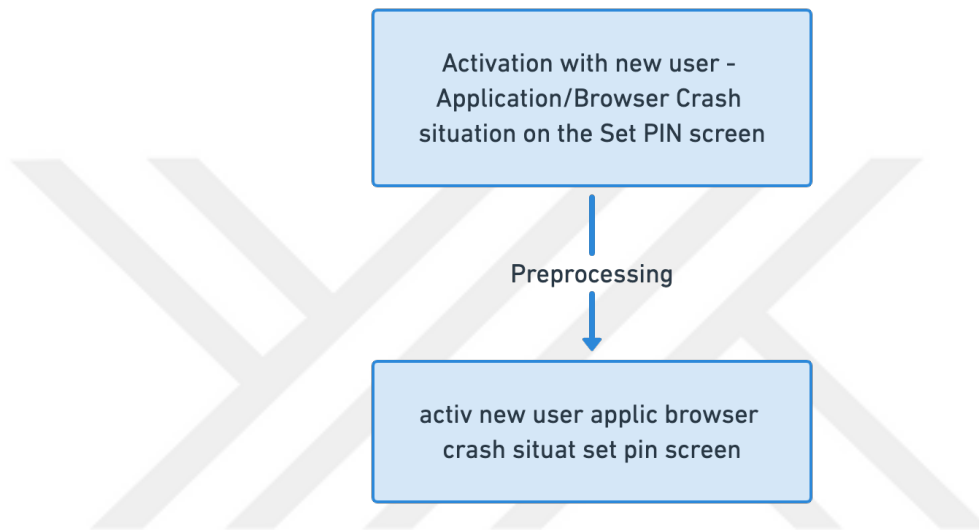 Activation with new user -
Application/Browser Crash
situation on the Set PIN screen
Preprocessing
activ new user applic browser
crash situat set pin screen